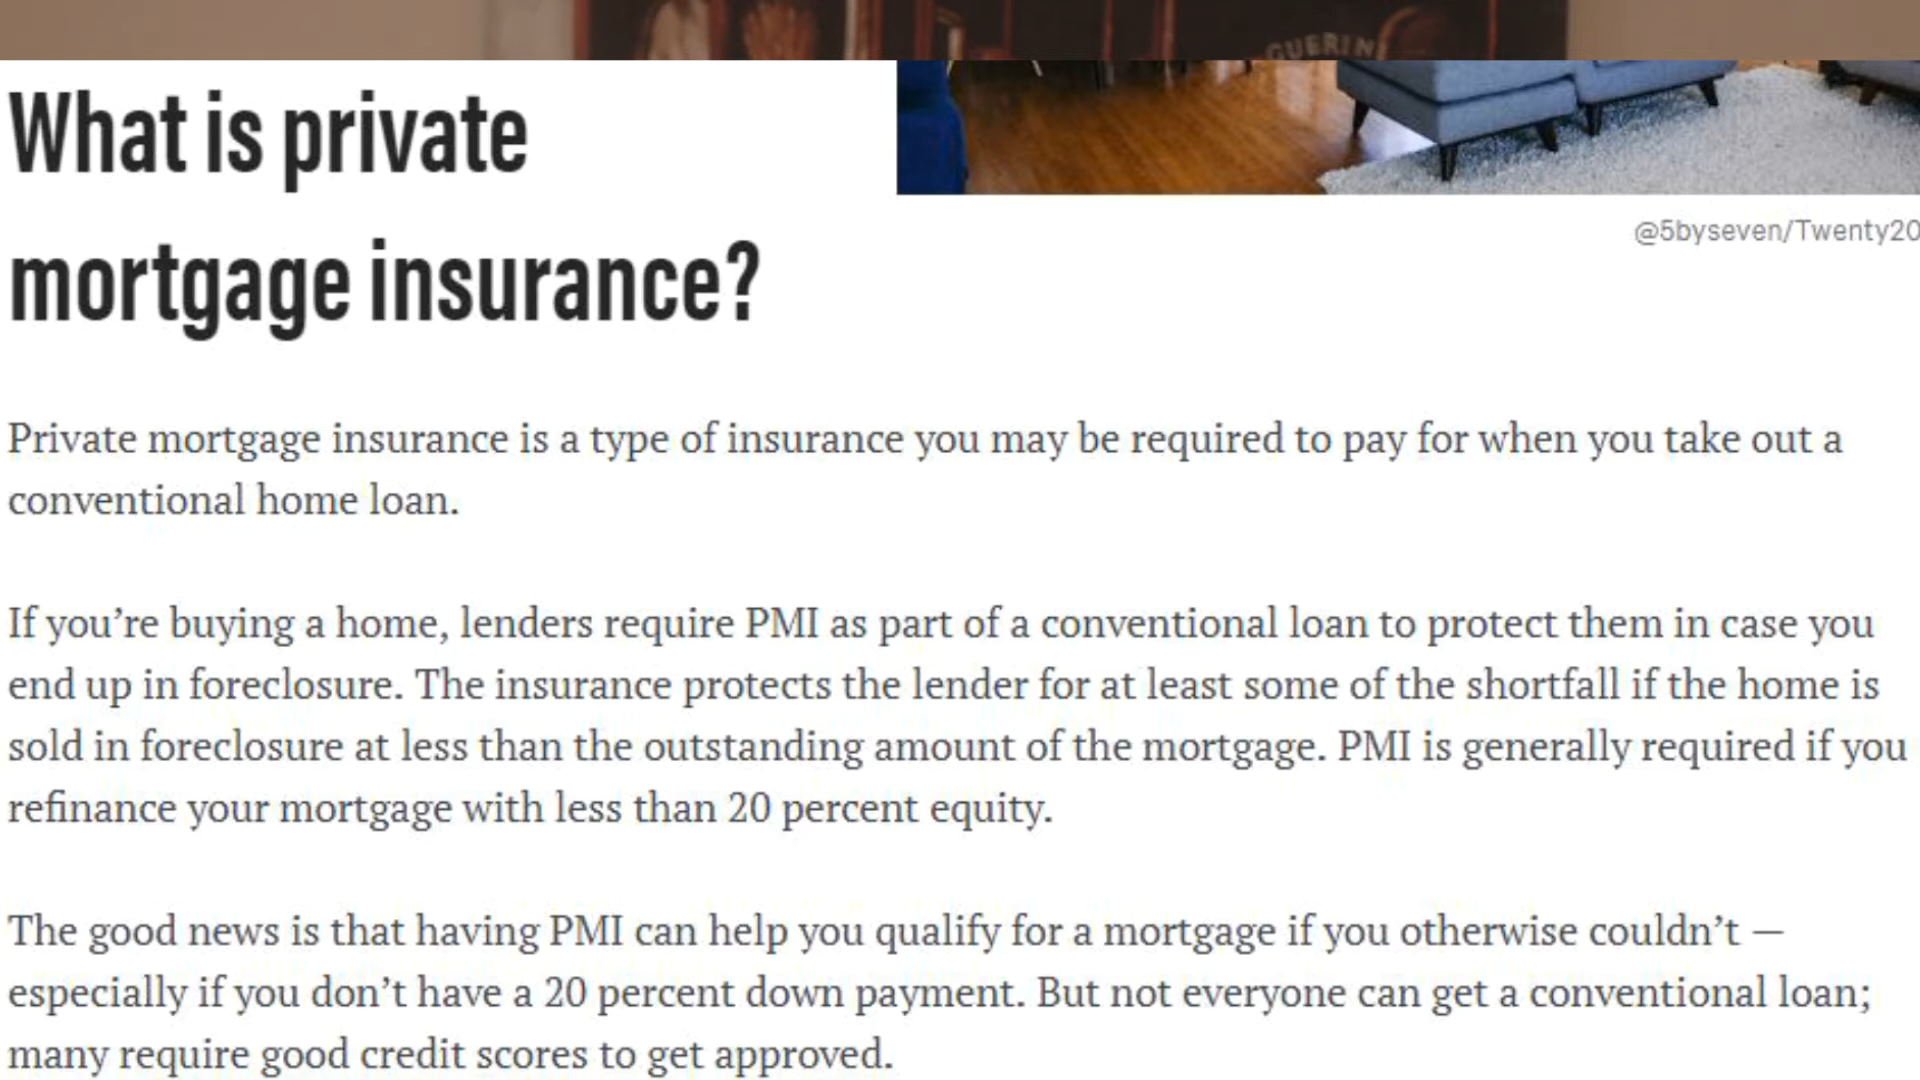 GUERIN
What is private
mortgage insurance?
@5byseven/Twenty20
Private mortgage insurance is a type of insurance you may be required to pay for when you take out a
conventional home loan.
If you’re buying a home, lenders require PMI as part of a conventional loan to protect them in case you
end up in foreclosure. The insurance protects the lender for at least some of the shortfall if the home is
sold in foreclosure at less than the outstanding amount of the mortgage. PMI is generally required if you
refinance your mortgage with less than 20 percent equity.
The good news is that having PMI can help you qualify for a mortgage if you otherwise couldn’t —
especially if you don’t have a 20 percent down payment. But not everyone can get a conventional loan;
many require good credit scores to get approved.